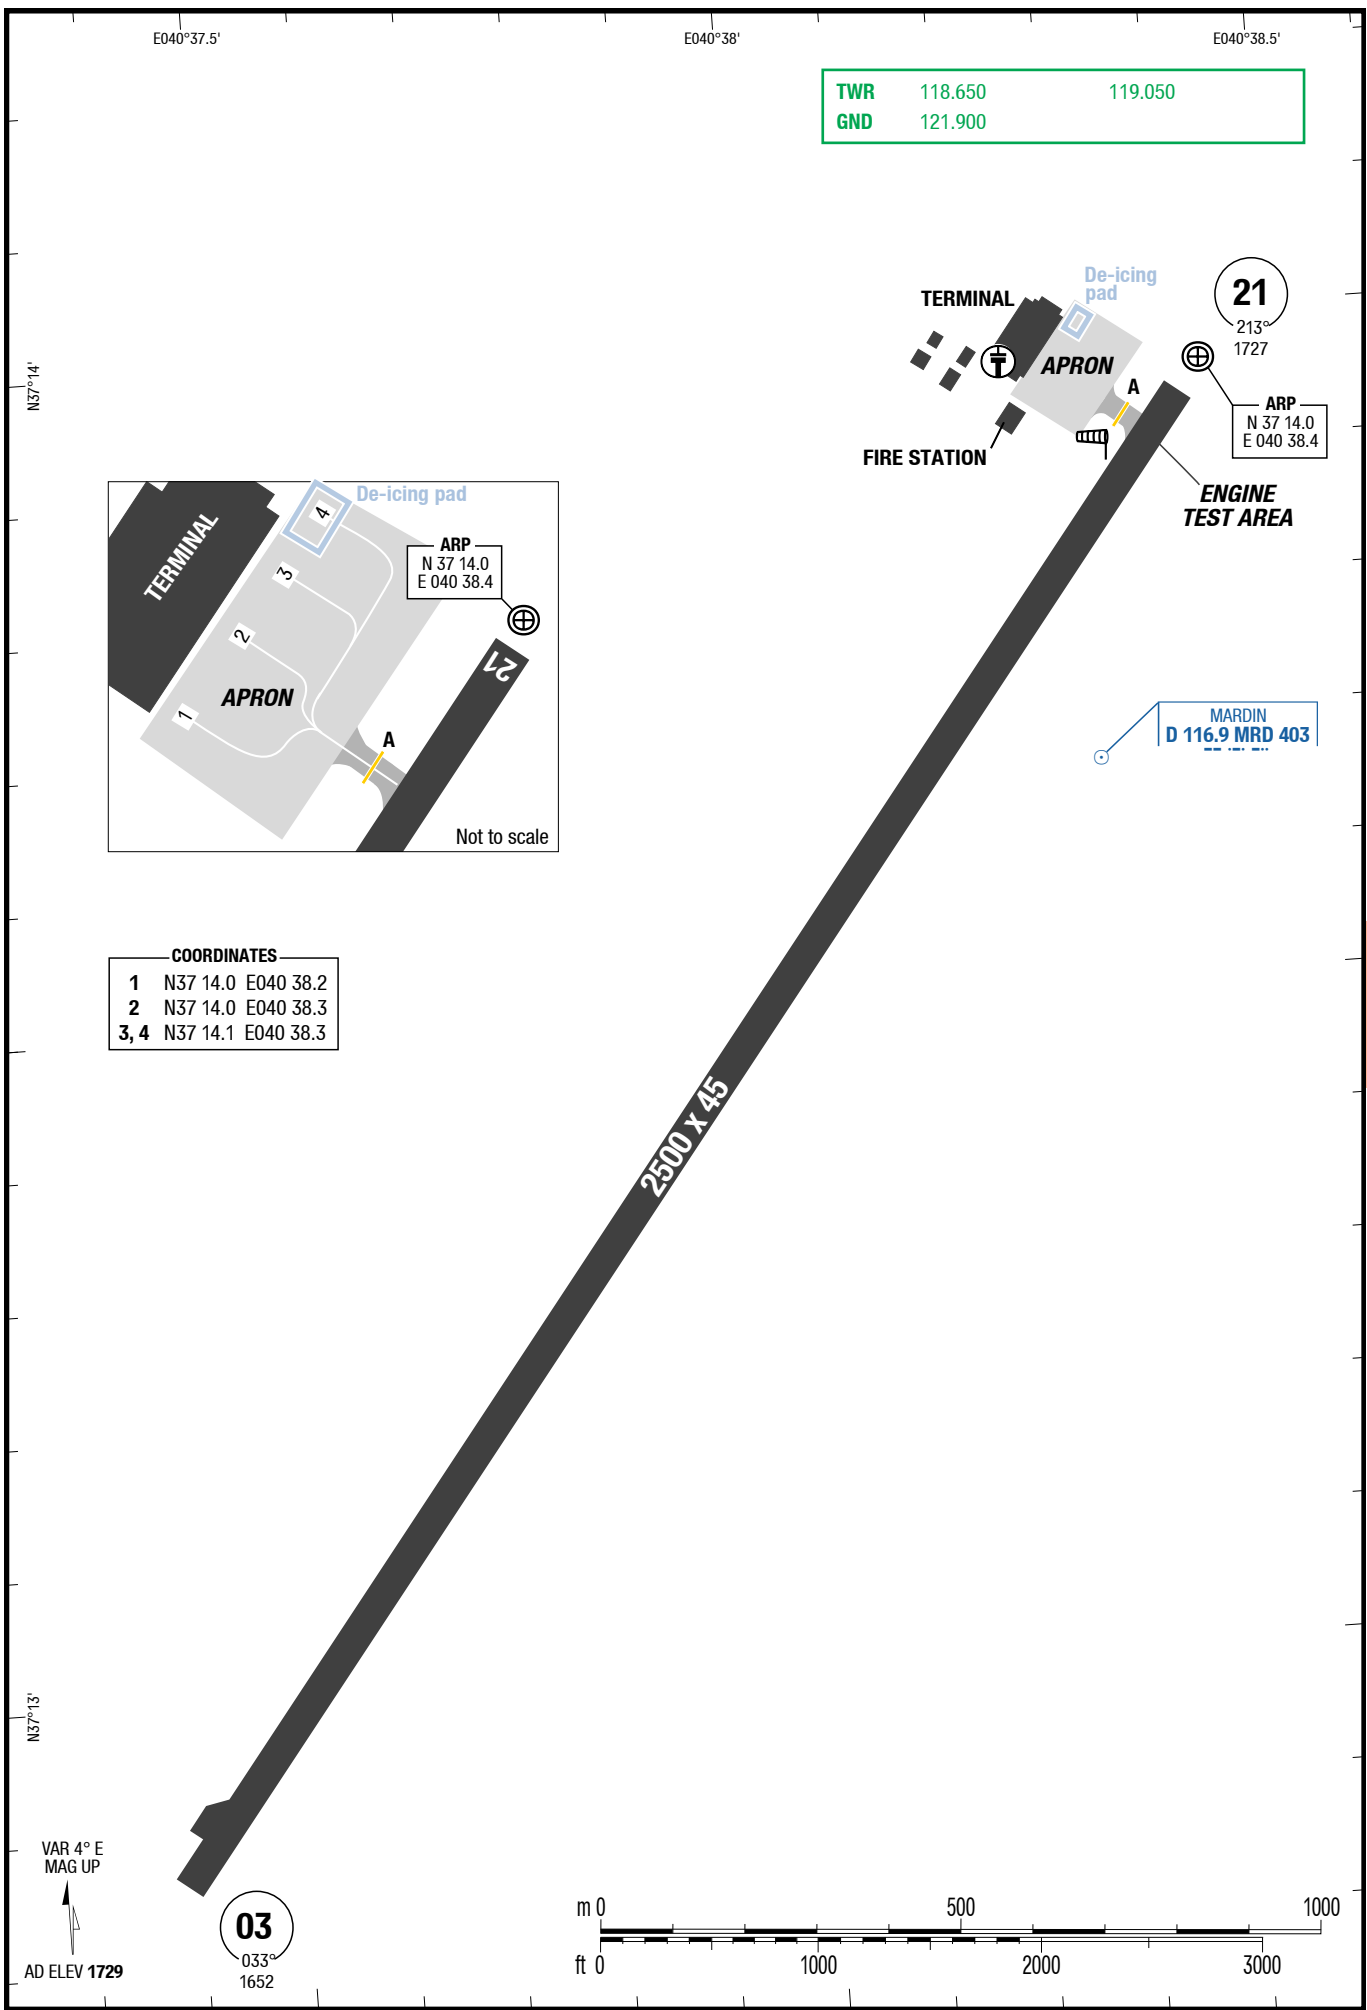 E040°37.5'
E040°38'
E040°38.5'
TWR 118.650 119.050
GND 121.900
De-icing
pad
TERMINAL
21
213°
1727
APRON
A
ARP
N 37 14.0
E 040 38.4
FIRE STATION
ENGINE
TEST AREA
N37°14'
De-icing pad
TERMINAL
4
3
2
1
ARP
N 37 14.0
E 040 38.4
21
APRON
A
Not to scale
MARDIN
D 116.9 MRD 403
COORDINATES
1 N37 14.0 E040 38.2
2 N37 14.0 E040 38.3
3, 4 N37 14.1 E040 38.3
2500 x 45
N37°13'
VAR 4° E
MAG UP
AD ELEV 1729
03
033°
1652
m 0 500 1000
ft 0 1000 2000 3000